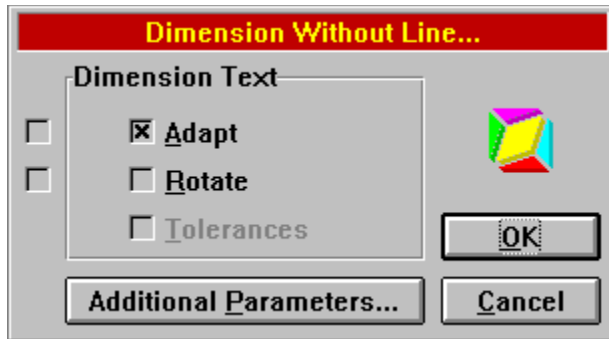 Dimension Without Line...
Dimension Text
Adapt
Rotate
Tolerances
OK
Additional Parameters...
Cancel